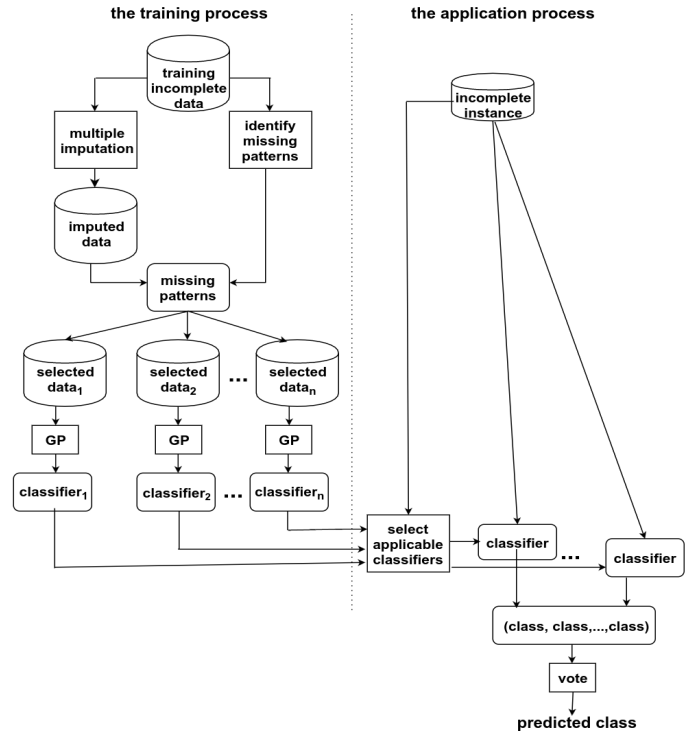 the training process
the application process
training
incomplete
data
incomplete
instance
multiple
imputation
identify
missing
patterns
imputed
data
missing
patterns
selected
data₁
selected
data₂
...
selected
dataₙ
GP
GP
GP
classifier₁
classifier₂
...
classifierₙ
select
applicable
classifiers
classifier
...
classifier
(class, class,...,class)
vote
predicted class